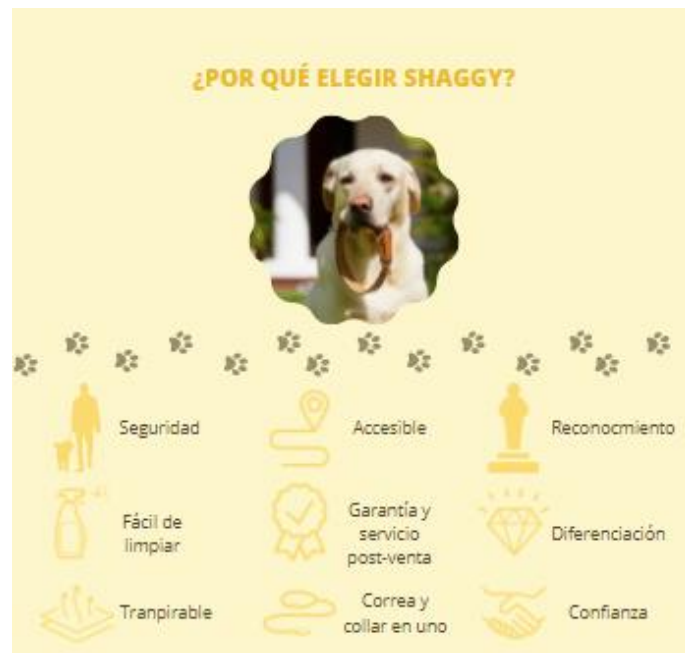 ¿POR QUÉ ELEGIR SHAGGY?
Seguridad
Accesible
Reconocmiento
Fácil de
limpiar
Garantía y
servicio
post-venta
Diferenciación
Tranpirable
Correa y
collar en uno
Confianza